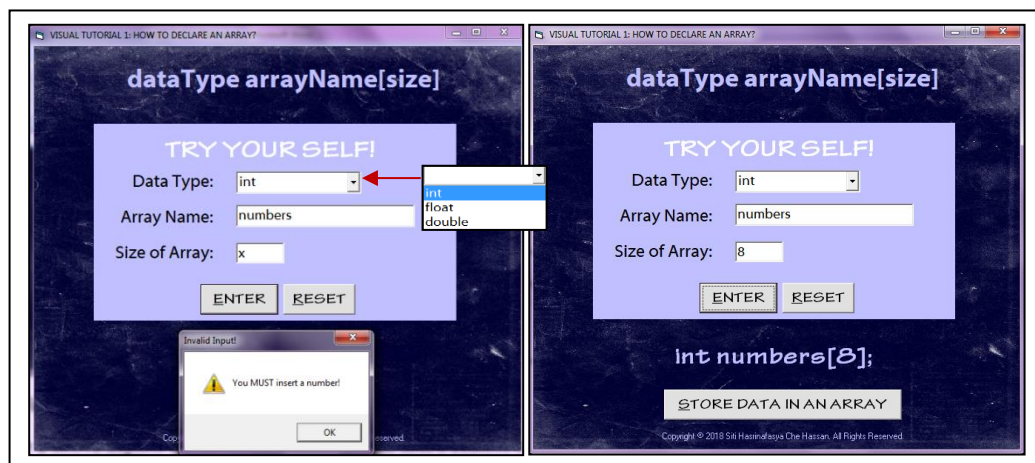 VISUAL TUTORIAL 1: HOW TO DECLARE AN ARRAY?
dataType arrayName[size]
TRY YOUR SELF!
Data Type: int
int
float
double
Array Name: numbers
Size of Array: x
ENTER RESET
Invalid Input!
You MUST insert a number!
OK
VISUAL TUTORIAL 1: HOW TO DECLARE AN ARRAY?
dataType arrayName[size]
TRY YOUR SELF!
Data Type: int
Array Name: numbers
Size of Array: 8
ENTER RESET
int numbers[8];
STORE DATA IN AN ARRAY
Copyright © 2018 Siti Hasrinafasya Che Hassan. All Rights Reserved